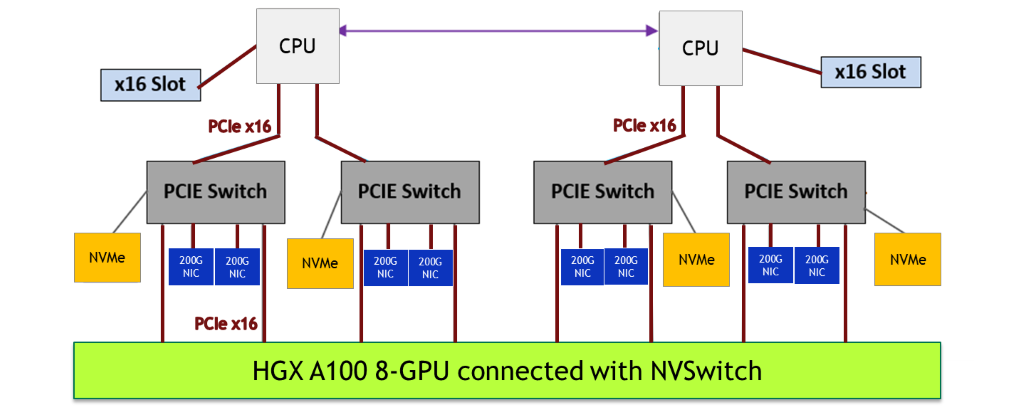 CPU
CPU
x16 Slot
x16 Slot
PCIe x16
PCIe x16
PCIE Switch
PCIE Switch
PCIE Switch
PCIE Switch
NVMe
200G
NIC
200G
NIC
NVMe
200G
NIC
200G
NIC
200G
NIC
200G
NIC
NVMe
200G
NIC
200G
NIC
NVMe
PCIe x16
HGX A100 8-GPU connected with NVSwitch